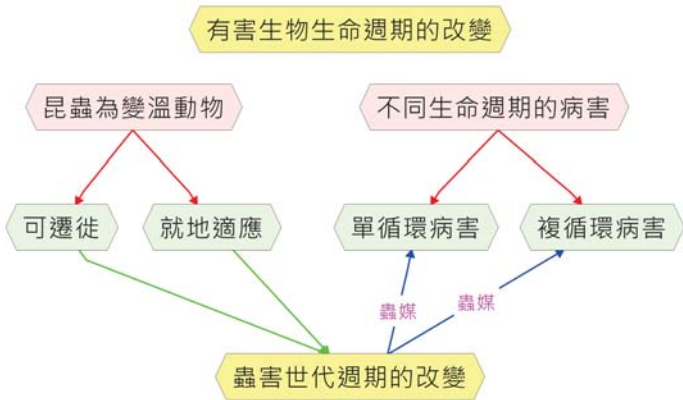 有害生物生命週期的改變
昆蟲為變溫動物
不同生命週期的病害
可遷徙
就地適應
單循環病害
複循環病害
蟲媒
蟲媒
蟲害世代週期的改變